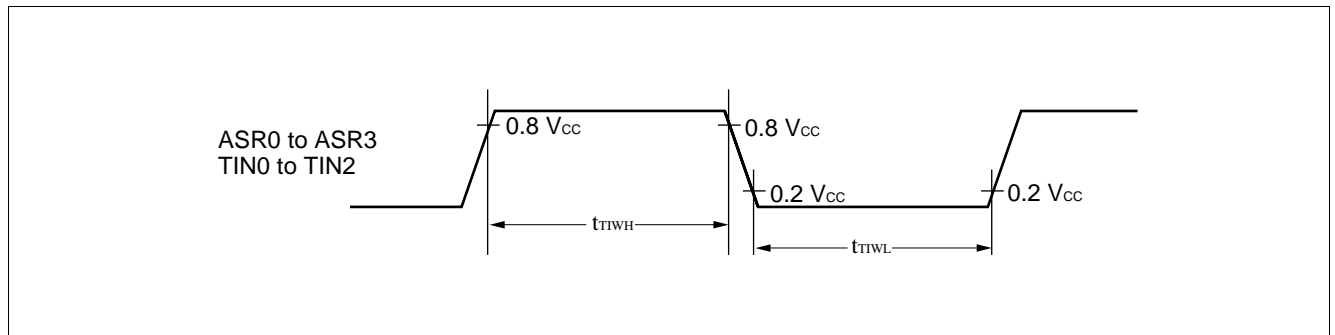 ASR0 to ASR3
TIN0 to TIN2
0.8 VCC
0.8 VCC
0.2 VCC
0.2 VCC
tTIWH
tTIWL